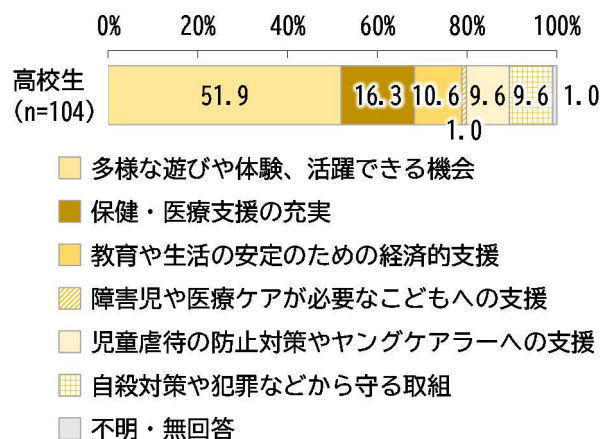 0% 20% 40% 60% 80% 100%
高校生
(n=104)
51.9 16.3 10.6 9.6 9.6 1.0
1.0
多様な遊びや体験、活躍できる機会
保健・医療支援の充実
教育や生活の安定のための経済的支援
障害児や医療ケアが必要なこどもへの支援
児童虐待の防止対策やヤングケアラーへの支援
自殺対策や犯罪などから守る取組
不明・無回答